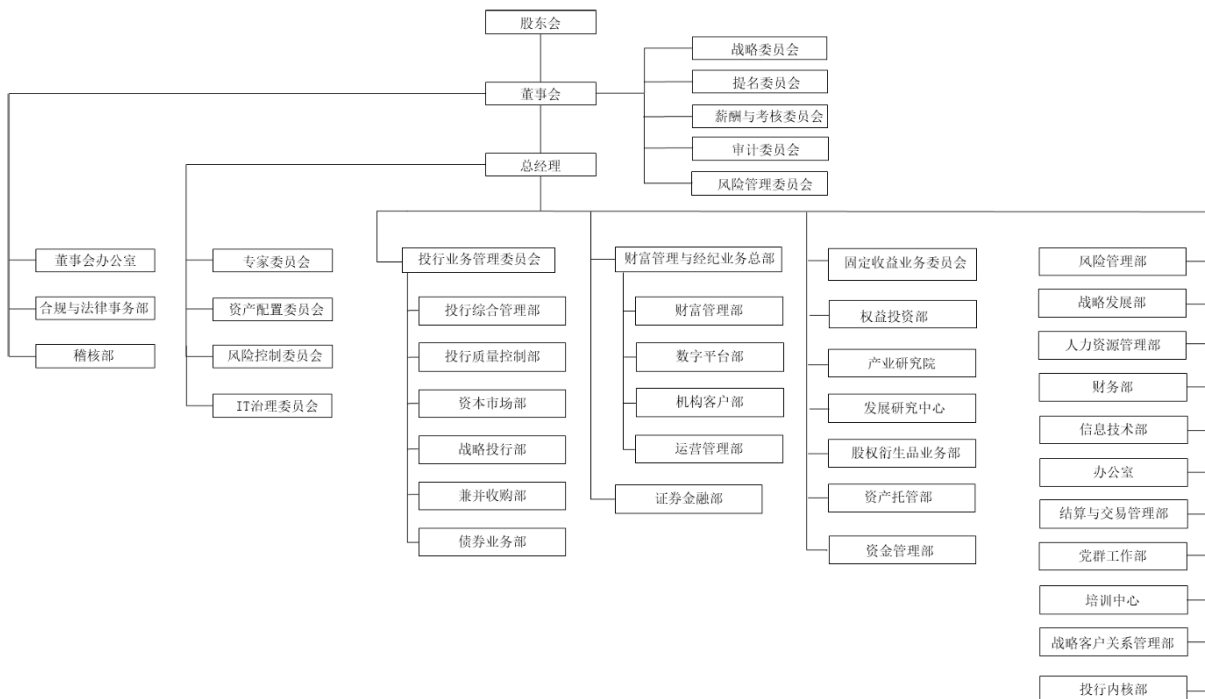 股东会
董事会
战略委员会
提名委员会
薪酬与考核委员会
审计委员会
风险管理委员会
总经理
董事会办公室
合规与法律事务部
稽核部
专家委员会
资产配置委员会
风险控制委员会
IT治理委员会
投行业务管理委员会
投行综合管理部
投行质量控制部
资本市场部
战略投行部
兼并收购部
债券业务部
财富管理与经纪业务总部
财富管理部
数字平台部
机构客户部
运营管理部
证券金融部
固定收益业务委员会
权益投资部
产业研究院
发展研究中心
股权衍生品业务部
资产托管部
资金管理部
风险管理部
战略发展部
人力资源管理部
财务部
信息技术部
办公室
结算与交易管理部
党群工作部
培训中心
战略客户关系管理部
投行内核部